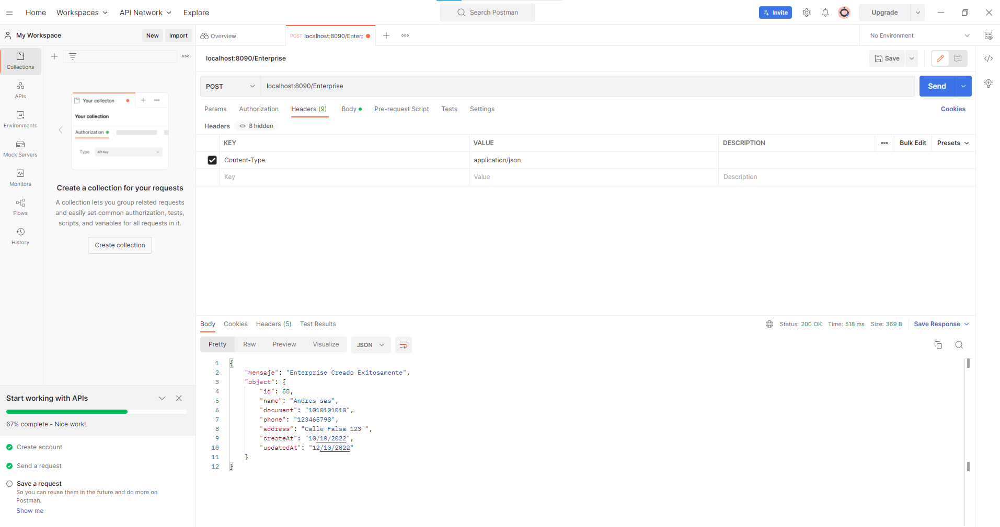 Home Workspaces API Network Explore Search Postman Invite Upgrade
My Workspace New Import Overview POST localhost:8090/Enterp No Environment
Collections
APIs
Environments
Mock Servers
Monitors
Flows
History
Your collecton
Your collection
Authorization
Type API Key
Create a collection for your requests
A collection lets you group related requests
and easily set common authorization, tests,
scripts, and variables for all requests in it.
Create collection
Start working with APIs
67% complete - Nice work!
Create account
Send a request
Save a request
So you can reuse them in the future and do more on
Postman.
Show me
localhost:8090/Enterprise Save
POST localhost:8090/Enterprise Send
Params Authorization Headers (9) Body Pre-request Script Tests Settings Cookies
Headers 8 hidden
KEY VALUE DESCRIPTION Bulk Edit Presets
Content-Type application/json
Key Value Description
Body Cookies Headers (5) Test Results Status: 200 OK Time: 518 ms Size: 369 B Save Response
Pretty Raw Preview Visualize JSON
1 {
2 "mensaje": "Enterprise Creado Exitosamente",
3 "object": {
4 "id": 58,
5 "name": "Andres sas",
6 "document": "1010101010",
7 "phone": "123465798",
8 "address": "Calle Falsa 123 ",
9 "createAt": "10/10/2022",
10 "updatedAt": "12/10/2022"
11 }
12 }